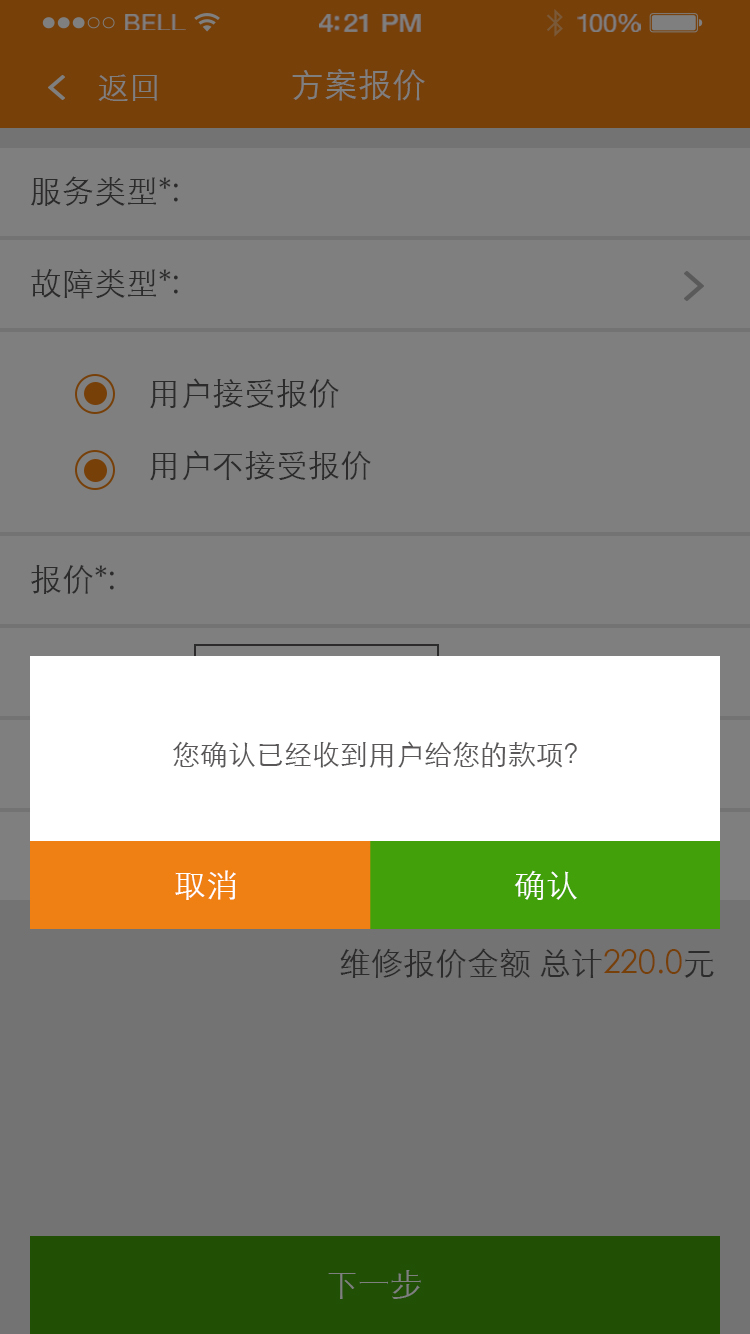 BELL 4:21 PM 100%
返回 方案报价
服务类型*:
故障类型*:
用户接受报价
用户不接受报价
报价*:
您确认已经收到用户给您的款项?
取消 确认
维修报价金额 总计220.0元
下一步